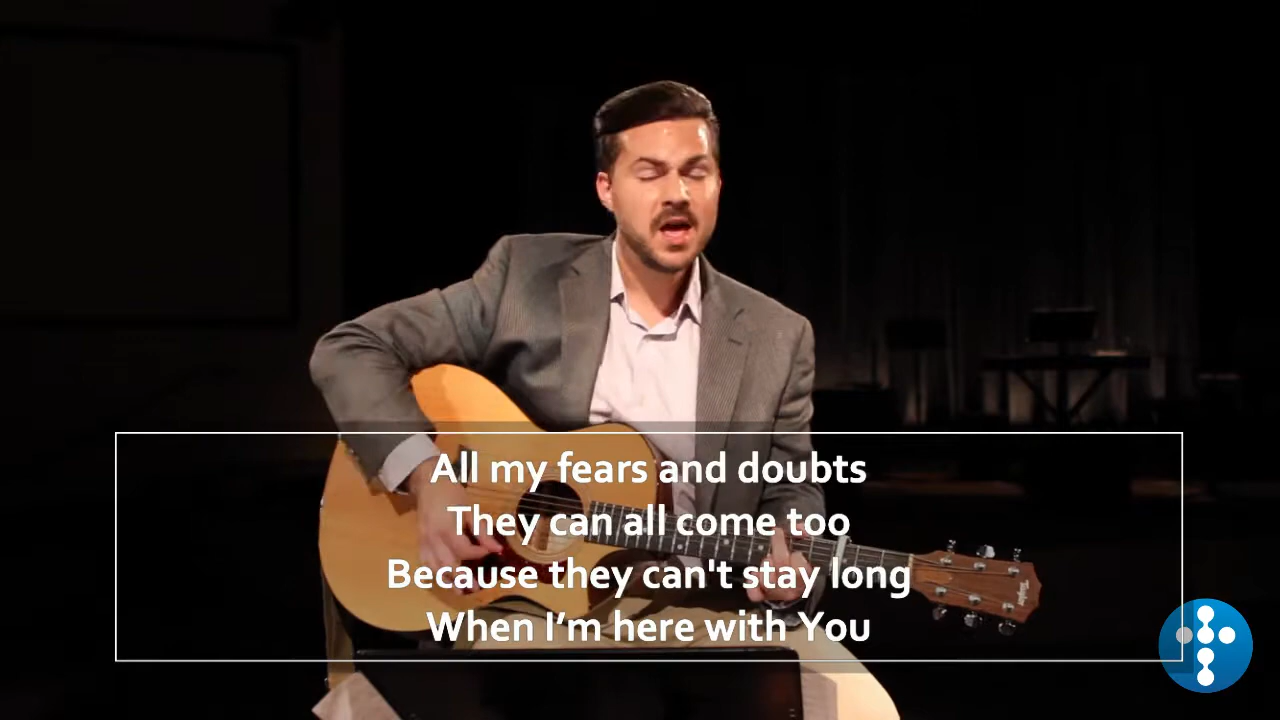 All my fears and doubts
They can all come too
Because they can't stay long
When I’m here with You